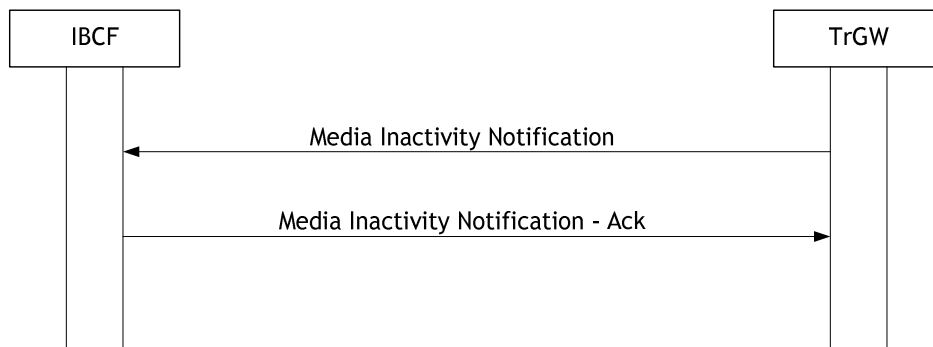 IBCF
TrGW
Media Inactivity Notification
Media Inactivity Notification - Ack